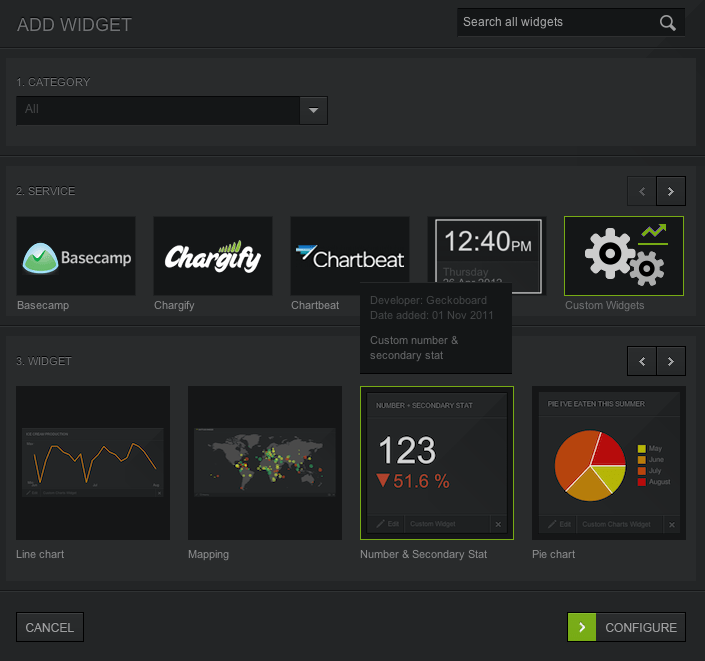 ADD WIDGET
Search all widgets
1. CATEGORY
All
2. SERVICE
Basecamp
Chargify
Chartbeat
12:40PM
Thursday
26 Apr 2012
Basecamp
Chargify
Chartbeat
Custom Widgets
Developer: Geckoboard
Date added: 01 Nov 2011
Custom number &
secondary stat
3. WIDGET
NUMBER + SECONDARY STAT
123
51.6 %
Edit
Custom Widget
PIE I'VE EATEN THIS SUMMER
May
June
July
August
Edit
Custom Charts Widget
Line chart
Mapping
Number & Secondary Stat
Pie chart
CANCEL
CONFIGURE